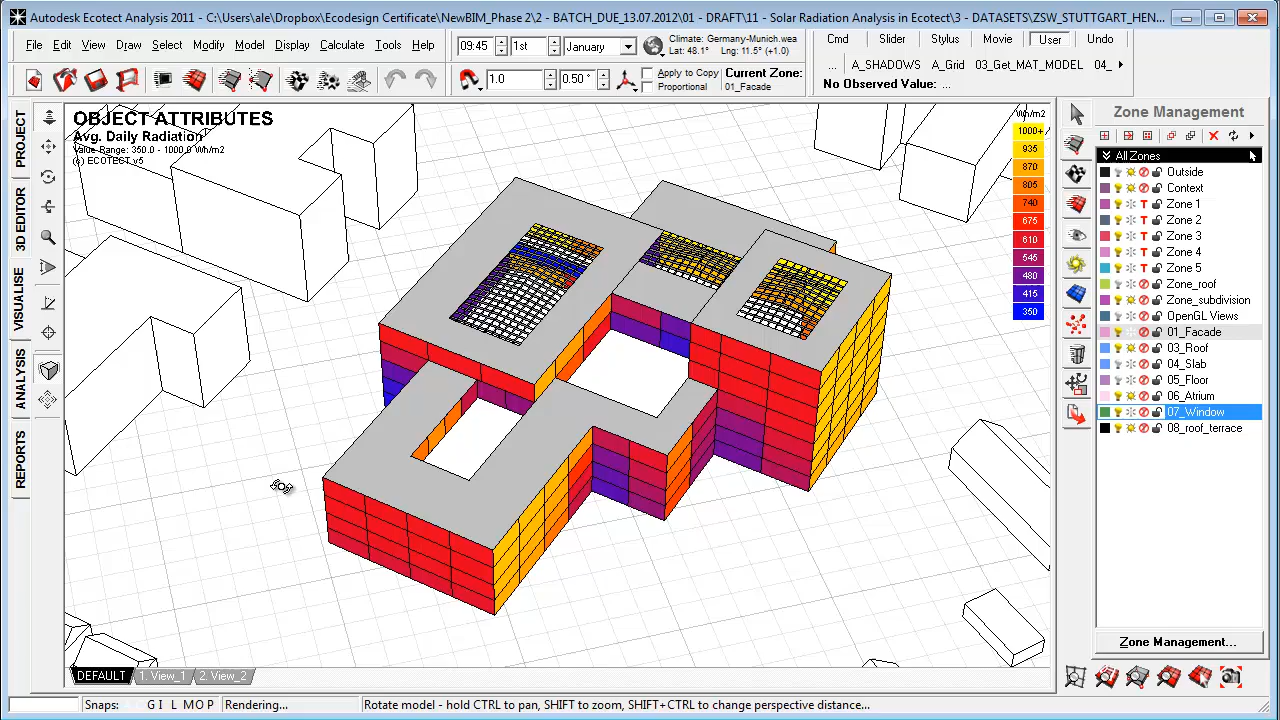 Autodesk Ecotect Analysis 2011 - C:\Users\ale\Dropbox\Ecodesign Certificate\NewBIM_Phase 2\2 - BATCH_DUE_13.07.2012\01 - DRAFT\11 - Solar Radiation Analysis in Ecotect\3 - DATASETS\ZSW_STUTTGART_HEN...
File Edit View Draw Select Modify Model Display Calculate Tools Help
09:45 1st January
Climate: Germany-Munich.wea
Lat: 48.1° Lng: 11.5° (+1.0)
Cmd Slider Stylus Movie User Undo
... A_SHADOWS A_Grid 03_Get_MAT_MODEL 04_
1.0 0.50 °
Apply to Copy
Proportional
Current Zone:
01_Facade
No Observed Value: ...
PROJECT
3D EDITOR
VISUALISE
ANALYSIS
REPORTS
OBJECT ATTRIBUTES
Avg. Daily Radiation
Value Range: 350.0 - 1000.0 Wh/m2
(c) ECOTECT v5
Wh/m2
1000+
935
870
805
740
675
610
545
480
415
350
Zone Management
All Zones
Outside
Context
T Zone 1
T Zone 2
T Zone 3
T Zone 4
T Zone 5
Zone_roof
Zone_subdivision
OpenGL Views
01_Facade
03_Roof
04_Slab
05_Floor
06_Atrium
07_Window
08_roof_terrace
Zone Management...
DEFAULT 1. View_1 2. View_2
Snaps: G I L M O P Rendering... Rotate model - hold CTRL to pan, SHIFT to zoom, SHIFT+CTRL to change perspective distance...